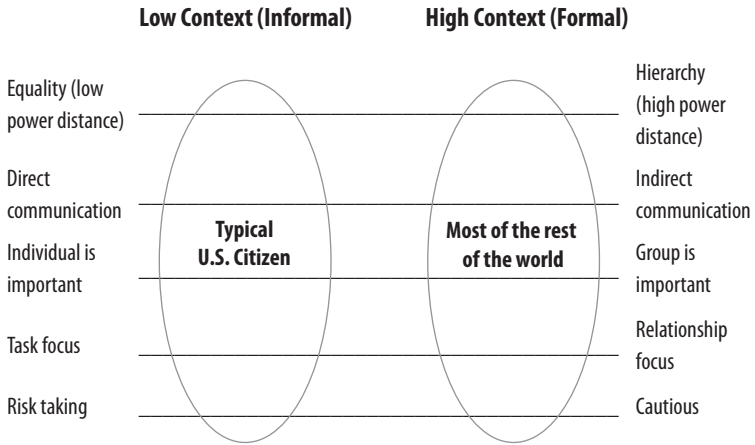 Low Context (Informal)
High Context (Formal)
Equality (low
power distance)
Hierarchy
(high power
distance)
Direct
communication
Indirect
communication
Typical
U.S. Citizen
Most of the rest
of the world
Individual is
important
Group is
important
Task focus
Relationship
focus
Risk taking
Cautious